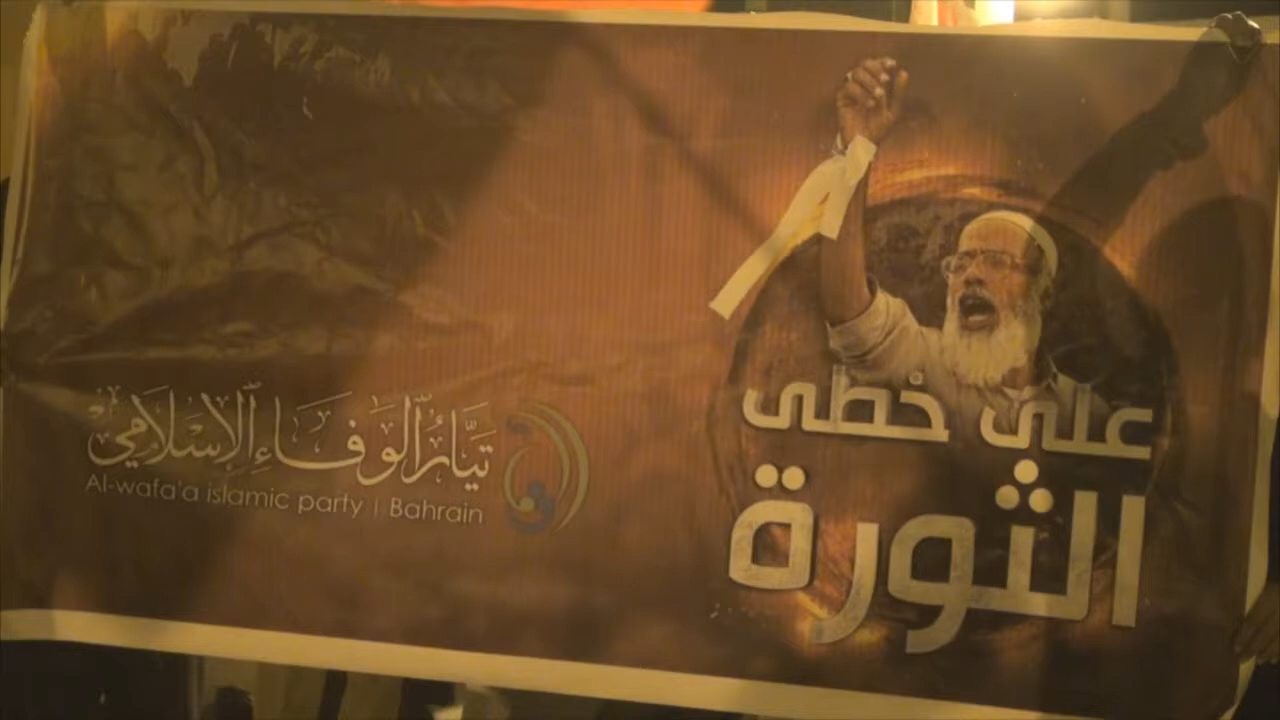 على خطى
الثورة
تيار الوفاء الإسلامي
Al-wafa'a islamic party | Bahrain